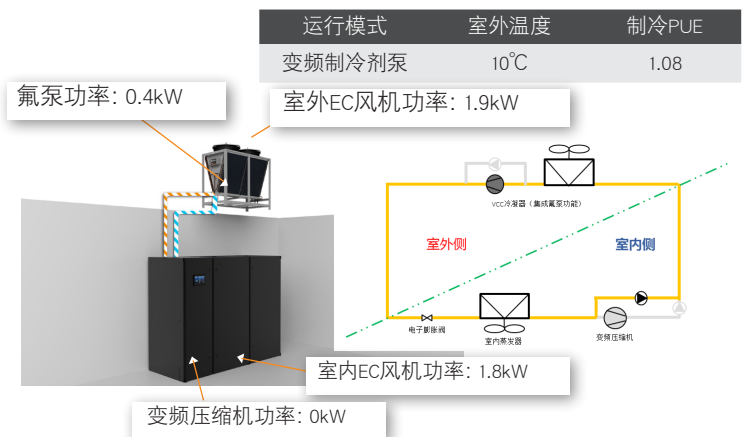 运行模式 室外温度 制冷PUE
变频制冷剂泵 10℃ 1.08
氟泵功率：0.4kW
室外EC风机功率：1.9kW
VCC冷凝器（集成氟泵功能）
室外侧
室内侧
电子膨胀阀
室内蒸发器
变频压缩机
室内EC风机功率：1.8kW
变频压缩机功率：0kW